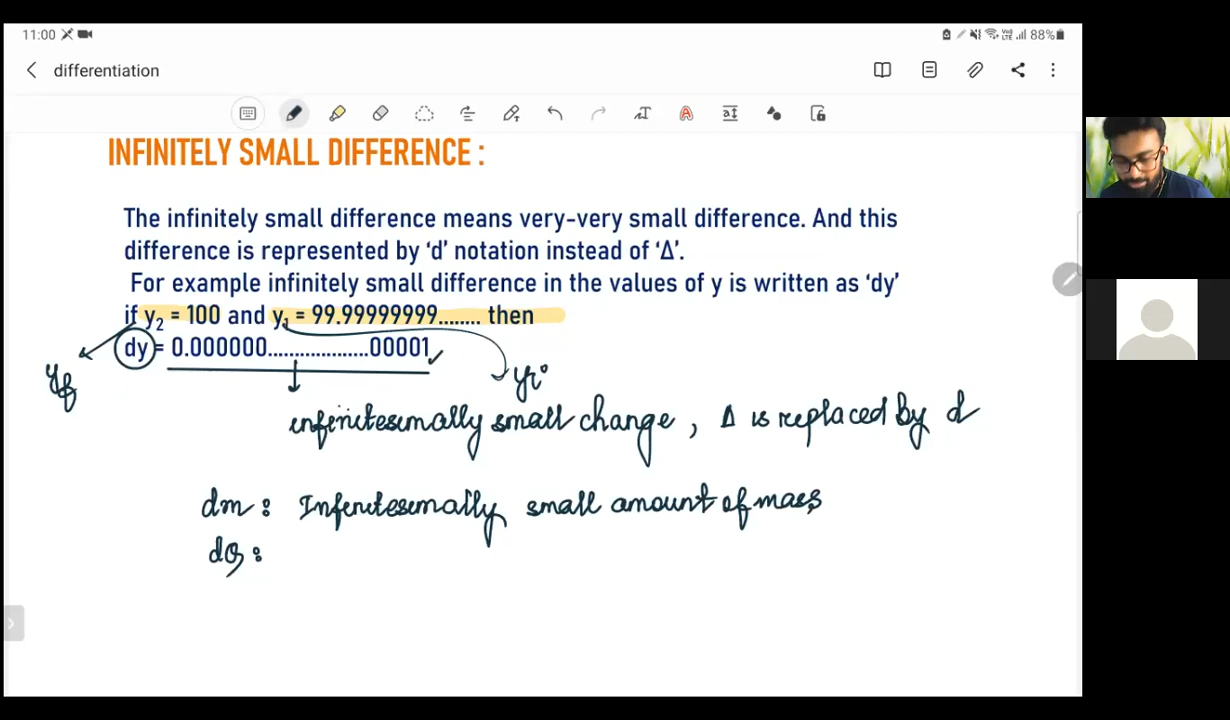 11:00
88%
differentiation
INFINITELY SMALL DIFFERENCE :
The infinitely small difference means very-very small difference. And this
difference is represented by 'd' notation instead of 'Δ'.
For example infinitely small difference in the values of y is written as 'dy'
if y₂ = 100 and y₁ = 99.99999999........ then
dy = 0.000000...................00001
yf
yi
infinitesimally small change, Δ is replaced by d
dm : Infinitesimally small amount of mass
dQ :